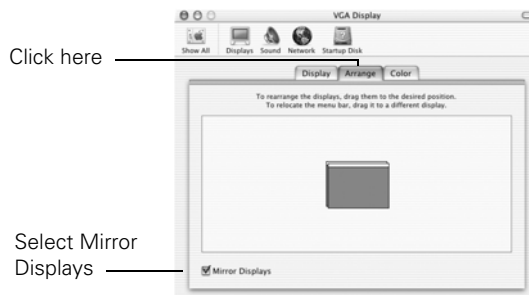 VGA Display
Show All Displays Sound Network Startup Disk
Click here
Display Arrange Color
To rearrange the displays, drag them to the desired position.
To relocate the menu bar, drag it to a different display.
Select Mirror
Displays
Mirror Displays